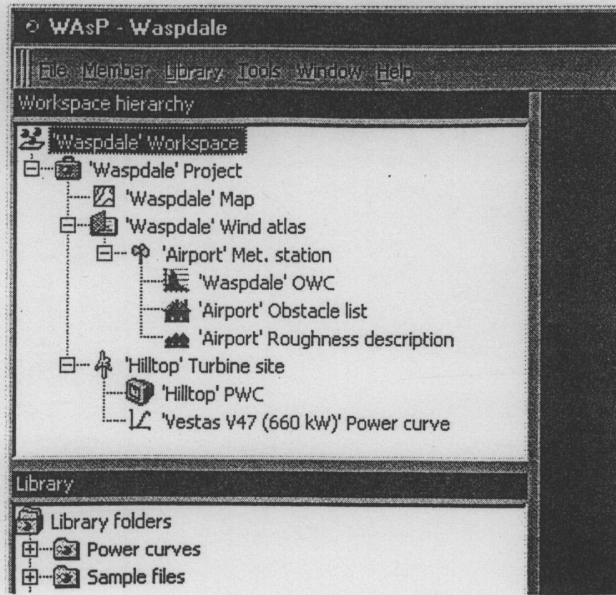 WAsP - Waspdale
File Member Library Tools Window Help
Workspace hierarchy
'Waspdale' Workspace
'Waspdale' Project
'Waspdale' Map
'Waspdale' Wind atlas
'Airport' Met. station
'Waspdale' OWC
'Airport' Obstacle list
'Airport' Roughness description
'Hilltop' Turbine site
'Hilltop' PWC
'Vestas V47 (660 kW)' Power curve
Library
Library folders
Power curves
Sample files